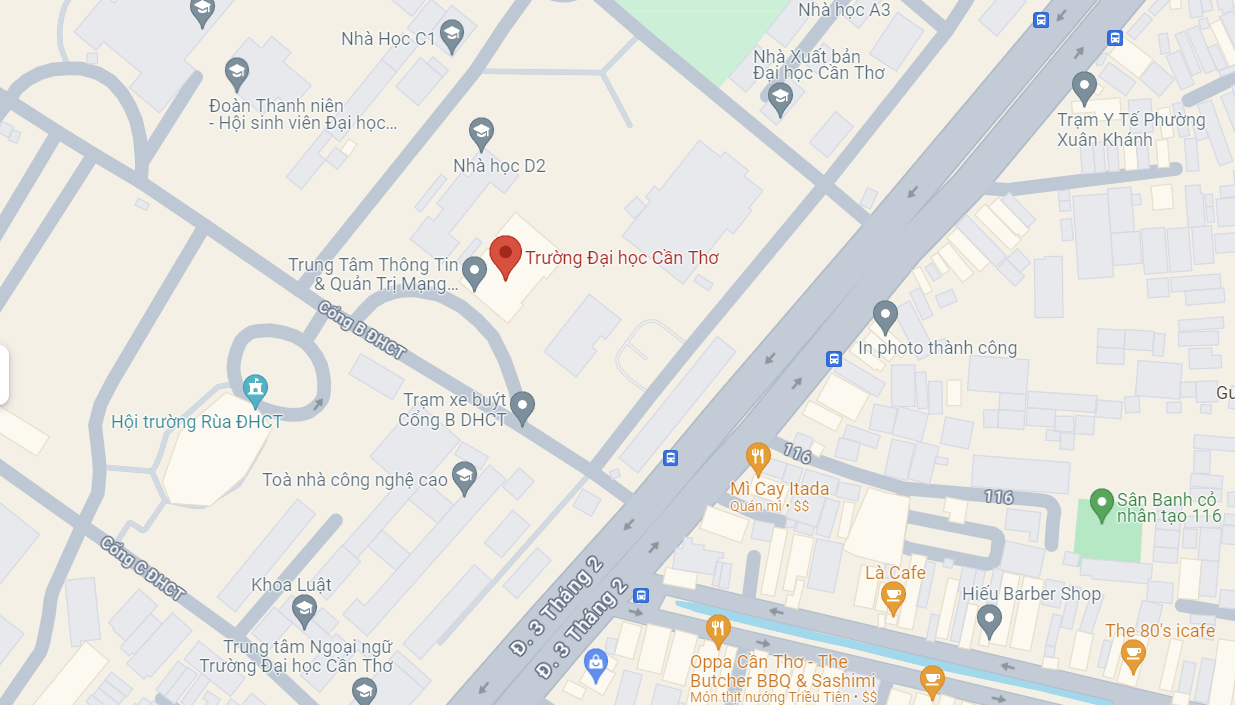 Nhà học A3
Nhà Học C1
Nhà Xuất bản
Đại học Cần Thơ
Đoàn Thanh niên
- Hội sinh viên Đại học...
Trạm Y Tế Phường
Xuân Khánh
Nhà học D2
Trường Đại học Cần Thơ
Trung Tâm Thông Tin
& Quản Trị Mạng...
Cổng B ĐHCT
In photo thành công
Gu
Trạm xe buýt
Cổng B DHCT
Hội trường Rùa ĐHCT
116
Toà nhà công nghệ cao
Mì Cay Itada
Quán mì • $$
116
Sân Banh cỏ
nhân tạo 116
Cổng C ĐHCT
Đ. 3 Tháng 2
Đ. 3 Tháng 2
Khoa Luật
Là Cafe
Hiếu Barber Shop
The 80's icafe
Trung tâm Ngoại ngữ
Trường Đại học Cần Thơ
Oppa Cần Thơ - The
Butcher BBQ & Sashimi
Món thịt nướng Triều Tiên • $$